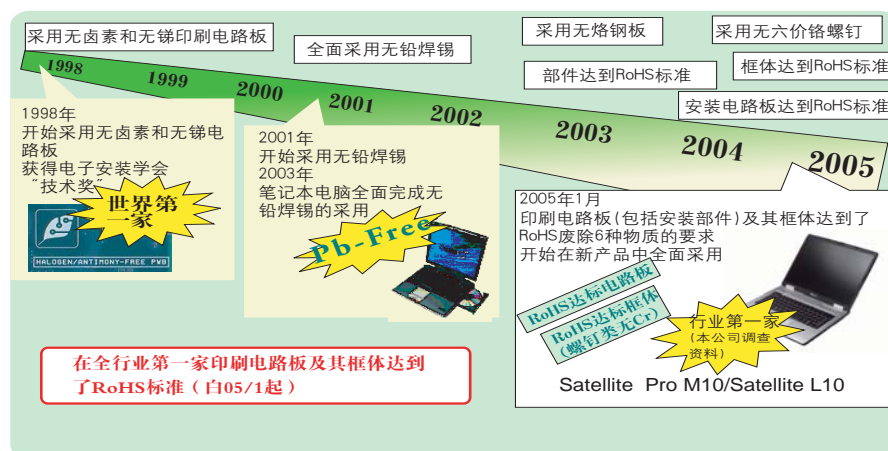 采用无卤素和无锑印刷电路板
全面采用无铅焊锡
采用无烙钢板
采用无六价铬螺钉
部件达到RoHS标准
框体达到RoHS标准
安装电路板达到RoHS标准
1998
1999
2000
2001
2002
2003
2004
2005
1998年
开始采用无卤素和无锑电
路板
获得电子安装学会
“技术奖”
世界第
一家
HALOGEN/ANTIMONY-FREE PWB
2001年
开始采用无铅焊锡
2003年
笔记本电脑全面完成无
铅焊锡的采用
Pb-Free
2005年1月
印刷电路板(包括安装部件)及其框体达到了
RoHS废除6种物质的要求
开始在新产品中全面采用
RoHS达标电路板
RoHS达标框体
(螺钉类无Cr)
行业第一家
(本公司调查
资料)
Satellite Pro M10/Satellite L10
在全行业第一家印刷电路板及其框体达到
了RoHS标准（白05/1起）